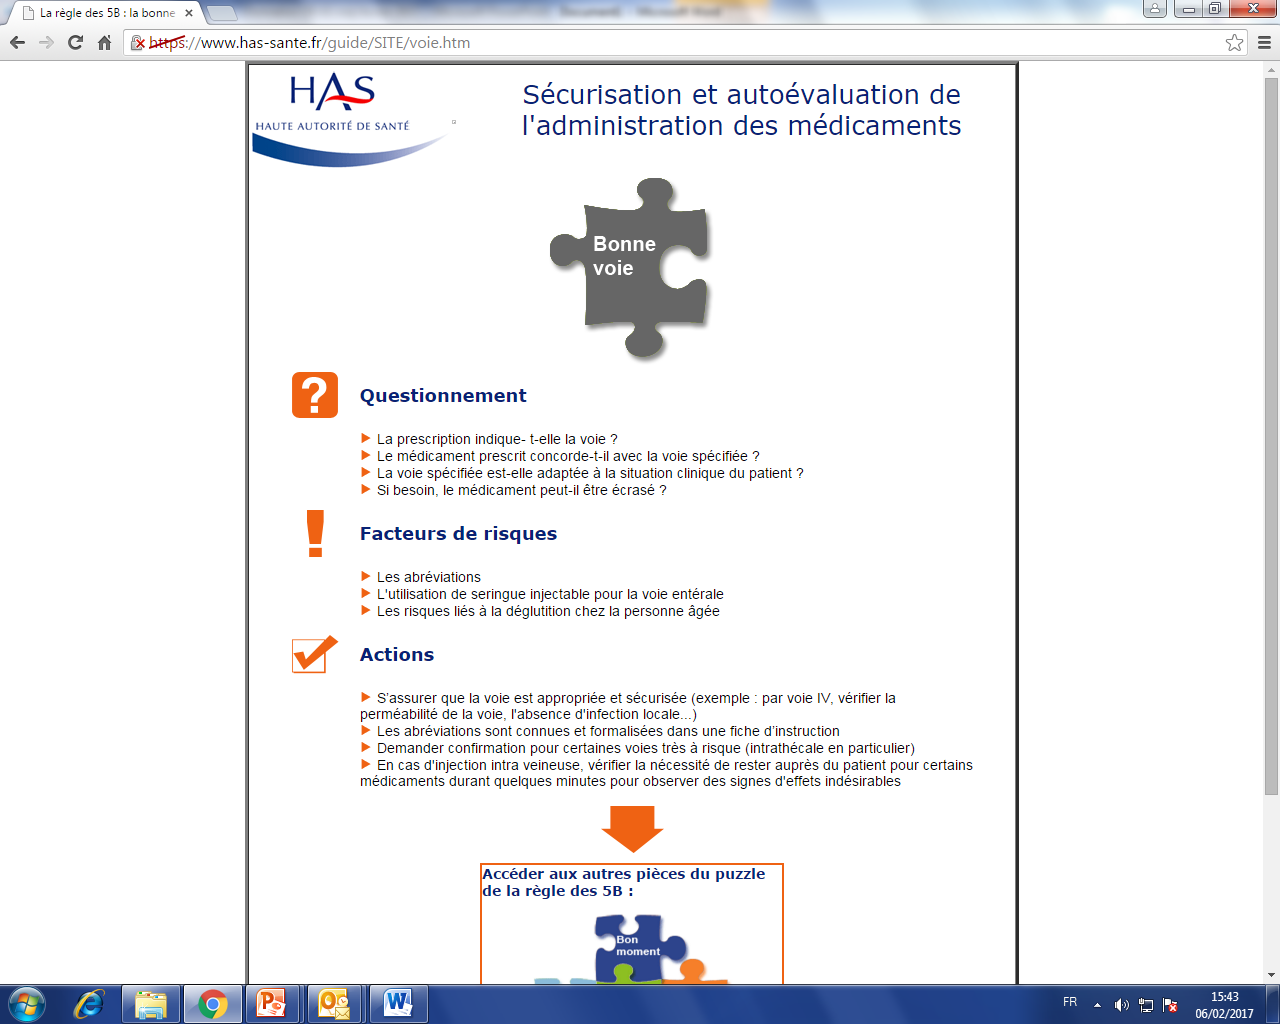 La règle des 5B : la bonne
https://www.has-sante.fr/guide/SITE/voie.htm
HAS
HAUTE AUTORITÉ DE SANTÉ
Sécurisation et autoévaluation de
l'administration des médicaments
Bonne
voie
?
Questionnement
La prescription indique- t-elle la voie ?
Le médicament prescrit concorde-t-il avec la voie spécifiée ?
La voie spécifiée est-elle adaptée à la situation clinique du patient ?
Si besoin, le médicament peut-il être écrasé ?
!
Facteurs de risques
Les abréviations
L'utilisation de seringue injectable pour la voie entérale
Les risques liés à la déglutition chez la personne âgée
Actions
S’assurer que la voie est appropriée et sécurisée (exemple : par voie IV, vérifier la
perméabilité de la voie, l'absence d'infection locale...)
Les abréviations sont connues et formalisées dans une fiche d’instruction
Demander confirmation pour certaines voies très à risque (intrathécale en particulier)
En cas d'injection intra veineuse, vérifier la nécessité de rester auprès du patient pour certains
médicaments durant quelques minutes pour observer des signes d'effets indésirables
Accéder aux autres pièces du puzzle
de la règle des 5B :
Bon
moment
FR
15:43
06/02/2017